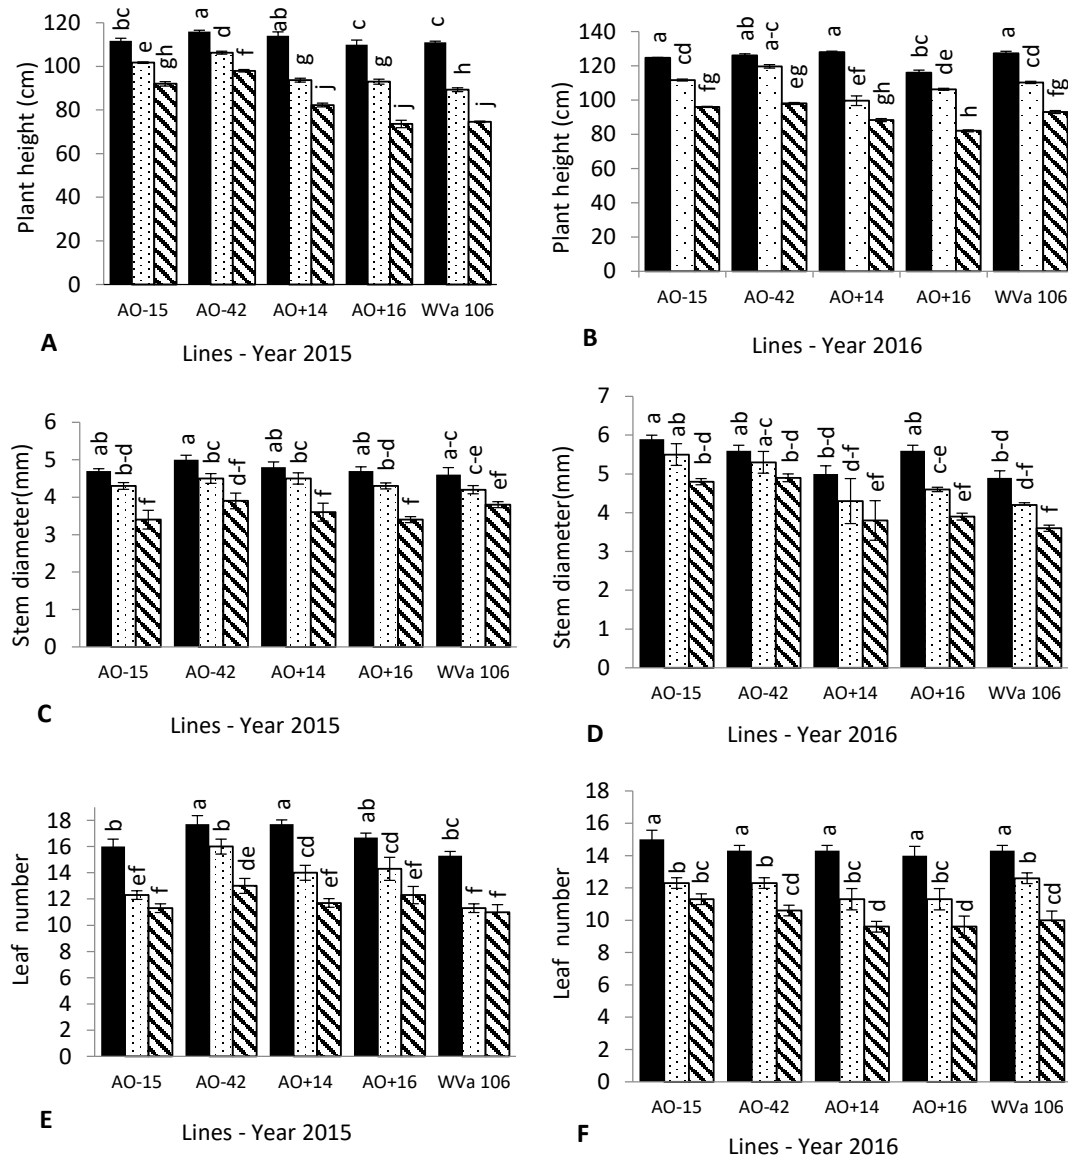 Plant height (cm)
120
100
80
60
40
20
0
bc e gh a d f ab g j c g j c h j
AO-15 AO-42 AO+14 AO+16 WVa 106
A
Lines - Year 2015
Plant height (cm)
140
120
100
80
60
40
20
0
a cd fg ab a-c eg a ef gh bc de h a cd fg
AO-15 AO-42 AO+14 AO+16 WVa 106
B
Lines - Year 2016
Stem diameter(mm)
6
5
4
3
2
1
0
ab b-d f a bc d-f ab bc f ab b-d f a-c c-e ef
AO-15 AO-42 AO+14 AO+16 WVa 106
C
Lines - Year 2015
Stem diameter(mm)
7
6
5
4
3
2
1
0
a ab b-d ab a-c b-d b-d d-f ef ab c-e ef ab d-f f
AO-15 AO-42 AO+14 AO+16 WVa 106
D
Lines - Year 2016
Leaf number
18
16
14
12
10
8
6
4
2
0
b ef f a b de a cd ef ab cd ef bc f f
AO-15 AO-42 AO+14 AO+16 WVa 106
E
Lines - Year 2015
Leaf number
18
16
14
12
10
8
6
4
2
0
a b bc a b cd a bc d a bc d a b cd
AO-15 AO-42 AO+14 AO+16 WVa 106
F
Lines - Year 2016